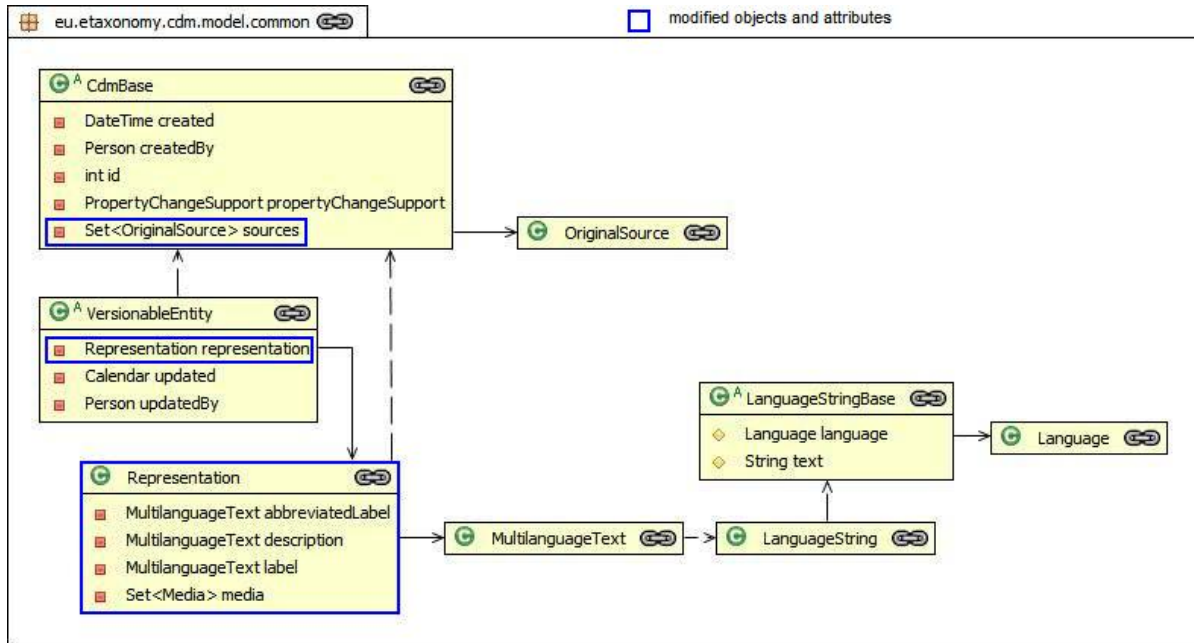 eu.etaxonomy.cdm.model.common
modified objects and attributes
C A CdmBase
DateTime created
Person createdBy
int id
PropertyChangeSupport propertyChangeSupport
Set<OriginalSource> sources
C OriginalSource
C A VersionableEntity
Representation representation
Calendar updated
Person updatedBy
C A LanguageStringBase
Language language
String text
C Language
C Representation
MultilanguageText abbreviatedLabel
MultilanguageText description
MultilanguageText label
Set<Media> media
C MultilanguageText
C LanguageString